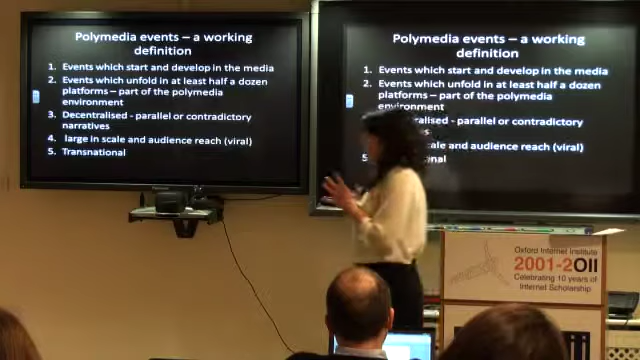 Polymedia events – a working
definition
1. Events which start and develop in the media
2. Events which unfold in at least half a dozen
platforms – part of the polymedia
environment
3. Decentralised - parallel or contradictory
narratives
4. large in scale and audience reach (viral)
5. Transnational
Polymedia events – a working
definition
1. Events which start and develop in the media
2. Events which unfold in at least half a dozen
platforms – part of the polymedia
environment
parallel or contradictory
scale and audience reach (viral)
Oxford Internet Institute
2001-2OII
Celebrating 10 years of
Internet Scholarship